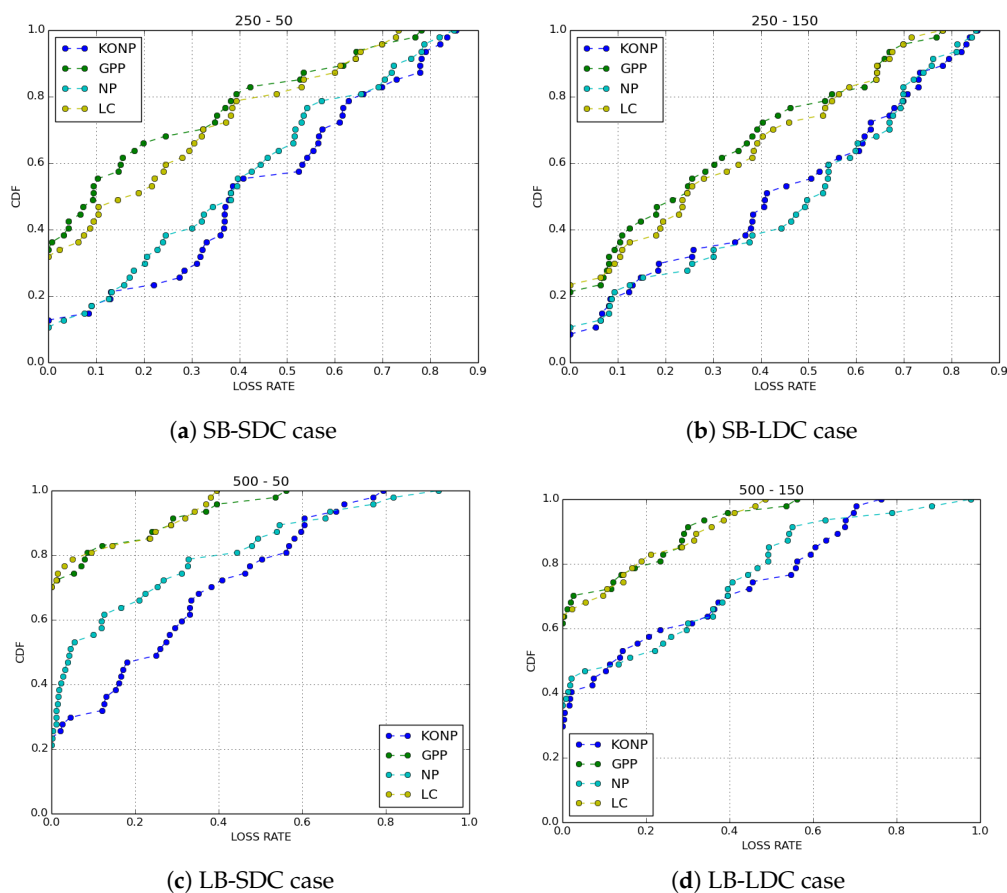 250 - 50
1.0
0.8
0.6
0.4
0.2
0.0
CDF
KONP
GPP
NP
LC
0.0 0.1 0.2 0.3 0.4 0.5 0.6 0.7 0.8 0.9
LOSS RATE
(a) SB-SDC case
250 - 150
1.0
0.8
0.6
0.4
0.2
0.0
CDF
KONP
GPP
NP
LC
0.0 0.1 0.2 0.3 0.4 0.5 0.6 0.7 0.8 0.9
LOSS RATE
(b) SB-LDC case
500 - 50
1.0
0.8
0.6
0.4
0.2
0.0
CDF
KONP
GPP
NP
LC
0.0 0.2 0.4 0.6 0.8 1.0
LOSS RATE
(c) LB-SDC case
500 - 150
1.0
0.8
0.6
0.4
0.2
0.0
CDF
KONP
GPP
NP
LC
0.0 0.2 0.4 0.6 0.8 1.0
LOSS RATE
(d) LB-LDC case